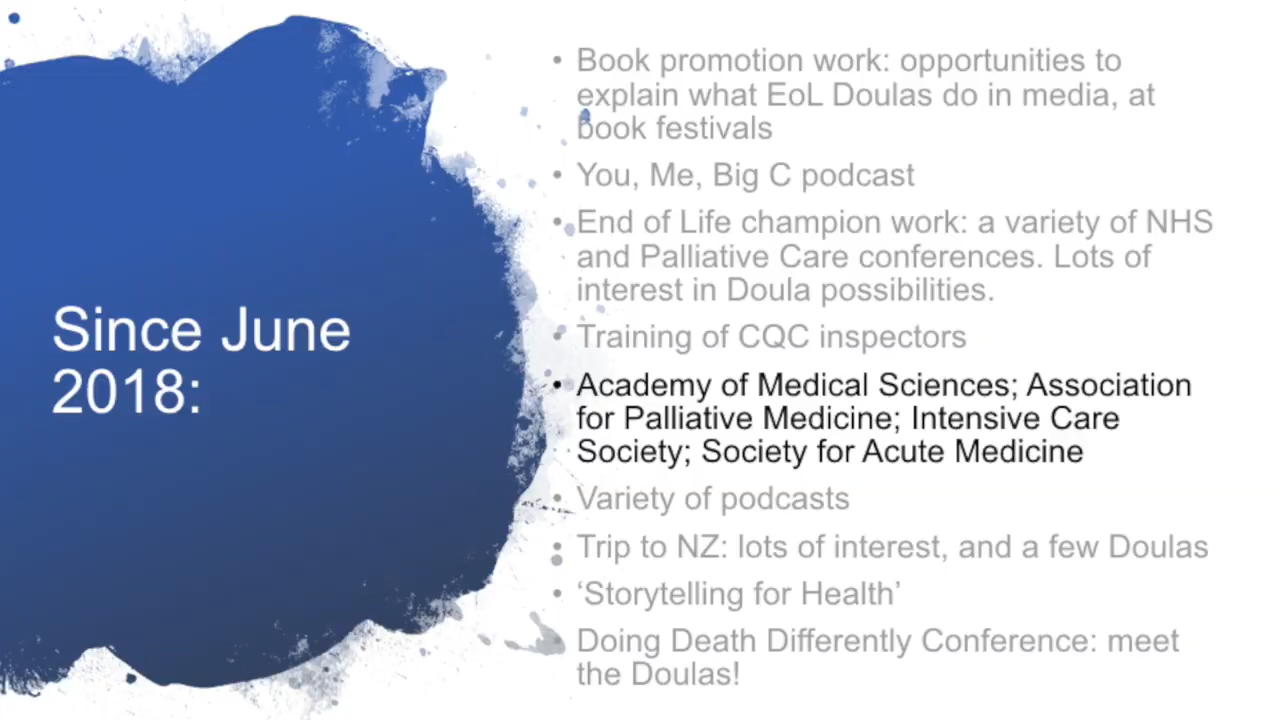 Since June
2018:
• Book promotion work: opportunities to
explain what EoL Doulas do in media, at
book festivals
• You, Me, Big C podcast
• End of Life champion work: a variety of NHS
and Palliative Care conferences. Lots of
interest in Doula possibilities.
• Training of CQC inspectors
• Academy of Medical Sciences; Association
for Palliative Medicine; Intensive Care
Society; Society for Acute Medicine
• Variety of podcasts
• Trip to NZ: lots of interest, and a few Doulas
• ‘Storytelling for Health’
• Doing Death Differently Conference: meet
the Doulas!